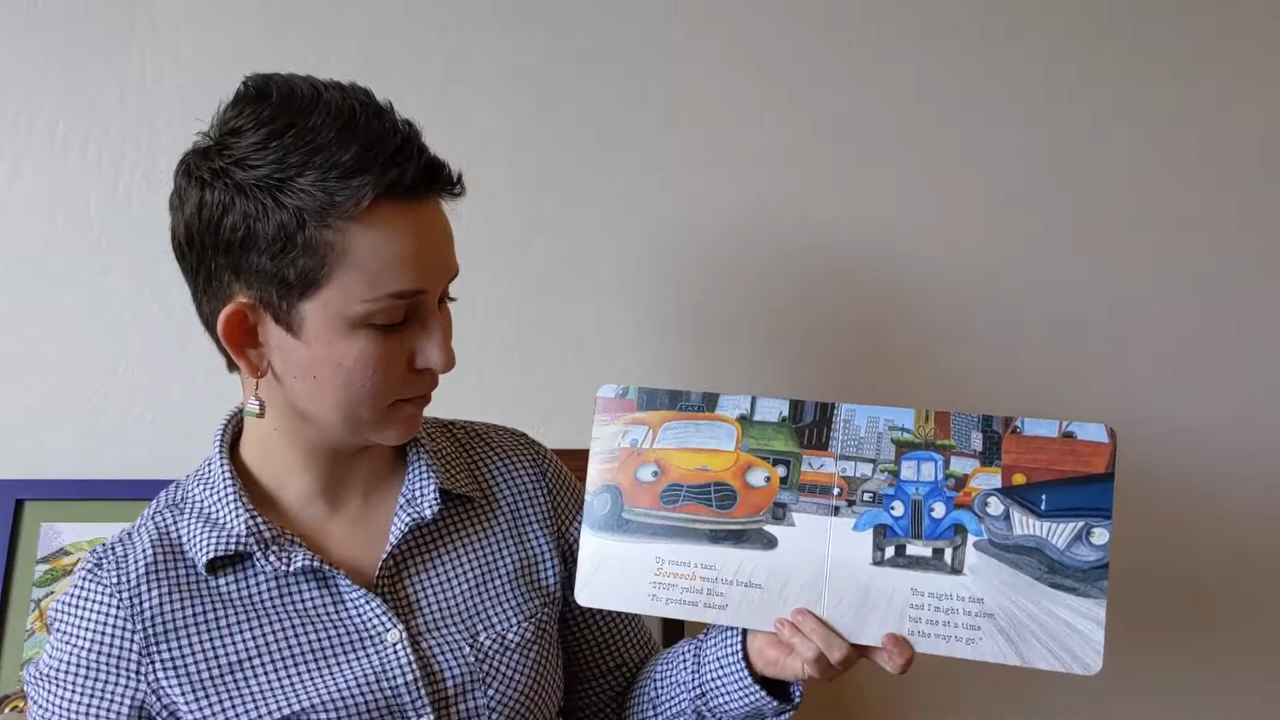 TAXI
Up roared a taxi.
Screech went the brakes.
"STOP!" yelled Blue.
"For goodness' sakes!
1
You might be fast
and I might be slow,
but one at a time
is the way to go."